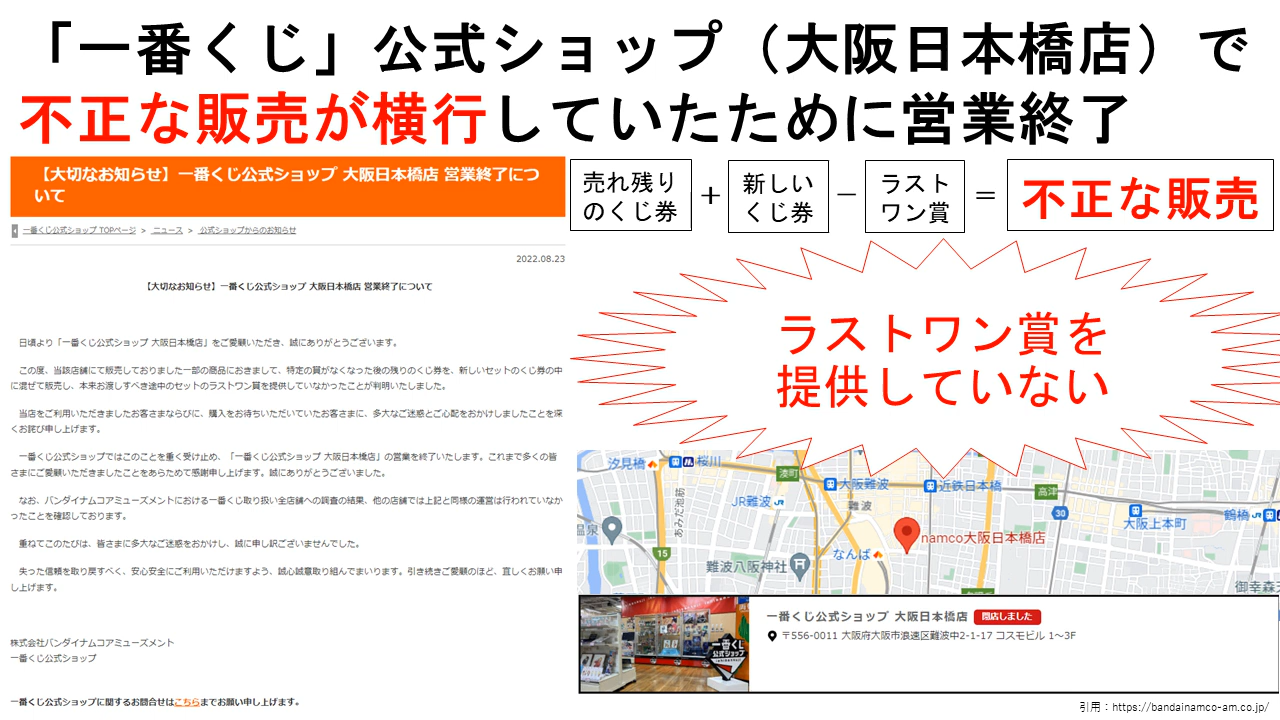 「一番くじ」公式ショップ（大阪日本橋店）で
不正な販売が横行していたために営業終了
【大切なお知らせ】一番くじ公式ショップ 大阪日本橋店 営業終了につ
いて
一番くじ公式ショップ TOPページ > ニュース > 公式ショップからのお知らせ
2022.08.23
【大切なお知らせ】一番くじ公式ショップ 大阪日本橋店 営業終了について
日頃より「一番くじ公式ショップ 大阪日本橋店」をご愛顧いただき、誠にありがとうございます。
この度、当該店舗にて販売しておりました一部の商品におきまして、特定の賞がなくなった後の残りのくじ券を、新しいセットのくじ券の中
に混ぜて販売し、本来お渡しすべき途中のセットのラストワン賞を提供していなかったことが判明いたしました。
当店をご利用いただきましたお客さまならびに、購入をお待ちいただいていたお客さまに、多大なご迷惑とご心配をおかけしましたことを深
くお詫び申し上げます。
一番くじ公式ショップではこのことを重く受け止め、「一番くじ公式ショップ 大阪日本橋店」の営業を終了いたします。これまで多くの皆
さまにご愛顧いただきましたことをあらためて感謝申し上げます。誠にありがとうございました。
なお、バンダイナムコアミューズメントにおける一番くじ取り扱い全店舗への調査の結果、他の店舗では上記と同様の運営は行われていなか
ったことを確認しております。
重ねてこのたびは、皆さまに多大なご迷惑をおかけし、誠に申し訳ございませんでした。
失った信頼を取り戻すべく、安心安全にご利用いただけますよう、誠心誠意取り組んでまいります。引き続きご愛顧のほど、宜しくお願い申
し上げます。
株式会社バンダイナムコアミューズメント
一番くじ公式ショップ
一番くじ公式ショップに関するお問合せはこちらまでお願い申し上げます。
売れ残り
のくじ券
＋
新しい
くじ券
－
ラスト
ワン賞
＝
不正な販売
ラストワン賞を
提供していない
汐見橋
桜川
湊町
大阪難波
近鉄日本橋
高津
JR難波
あみだ池筋
難波
30
大阪上本町
鶴橋
温泉
namco大阪日本橋店
15
なんば
難波八阪神社
御幸森天
一番くじ
公式ショップ
一番くじ公式ショップ 大阪日本橋店 閉店しました
〒556-0011 大阪府大阪市浪速区難波中2-1-17 コスモビル 1～3F
引用：https://bandainamco-am.co.jp/